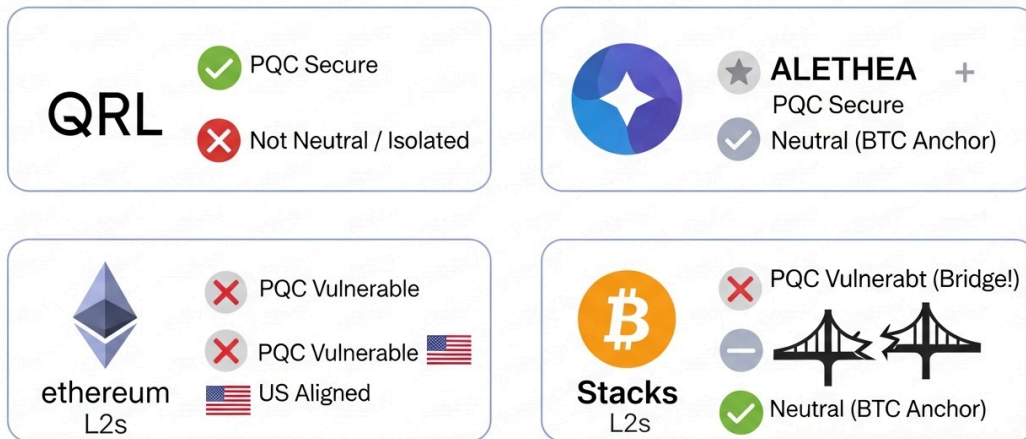 QRL
PQC Secure
Not Neutral / Isolated
ALETHEA
PQC Secure
Neutral (BTC Anchor)
ethereum
L2s
PQC Vulnerable
PQC Vulnerable
US Aligned
Stacks
L2s
PQC Vulnerabt (Bridge!)
Neutral (BTC Anchor)